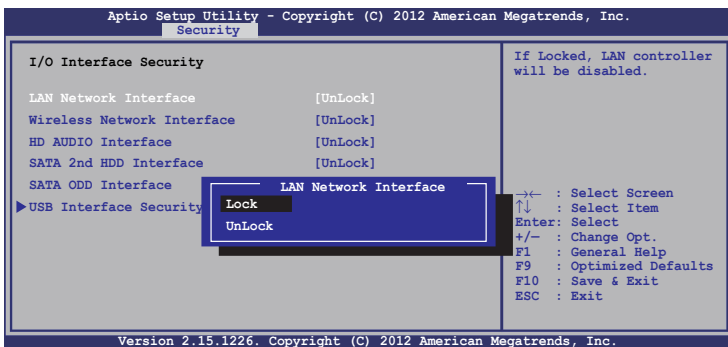 Aptio Setup Utility - Copyright (C) 2012 American Megatrends, Inc.
Security
I/O Interface Security
LAN Network Interface [UnLock]
Wireless Network Interface [UnLock]
HD AUDIO Interface [UnLock]
SATA 2nd HDD Interface [UnLock]
SATA ODD Interface
USB Interface Security
LAN Network Interface
Lock
UnLock
If Locked, LAN controller
will be disabled.
→← : Select Screen
↑↓ : Select Item
Enter: Select
+/— : Change Opt.
F1 : General Help
F9 : Optimized Defaults
F10 : Save & Exit
ESC : Exit
Version 2.15.1226. Copyright (C) 2012 American Megatrends, Inc.